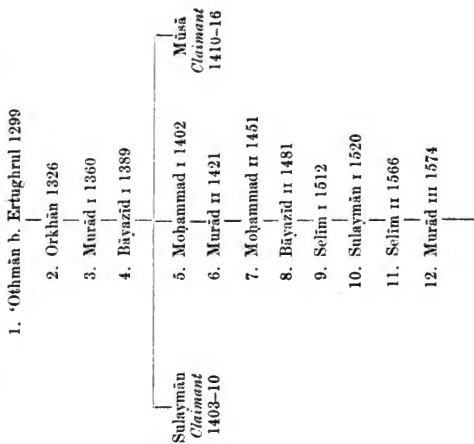 1. ʻOthmān b. Ertughrul 1299
2. Orkhān 1326
3. Murād I 1360
4. Bāyazīd I 1389
Sulaymān
Claimant
1403–10
5. Moḥammad I 1402
Mūsā
Claimant
1410–16
6. Murād II 1421
7. Moḥammad II 1451
8. Bāyazīd II 1481
9. Selīm I 1512
10. Sulaymān I 1520
11. Selīm II 1566
12. Murād III 1574